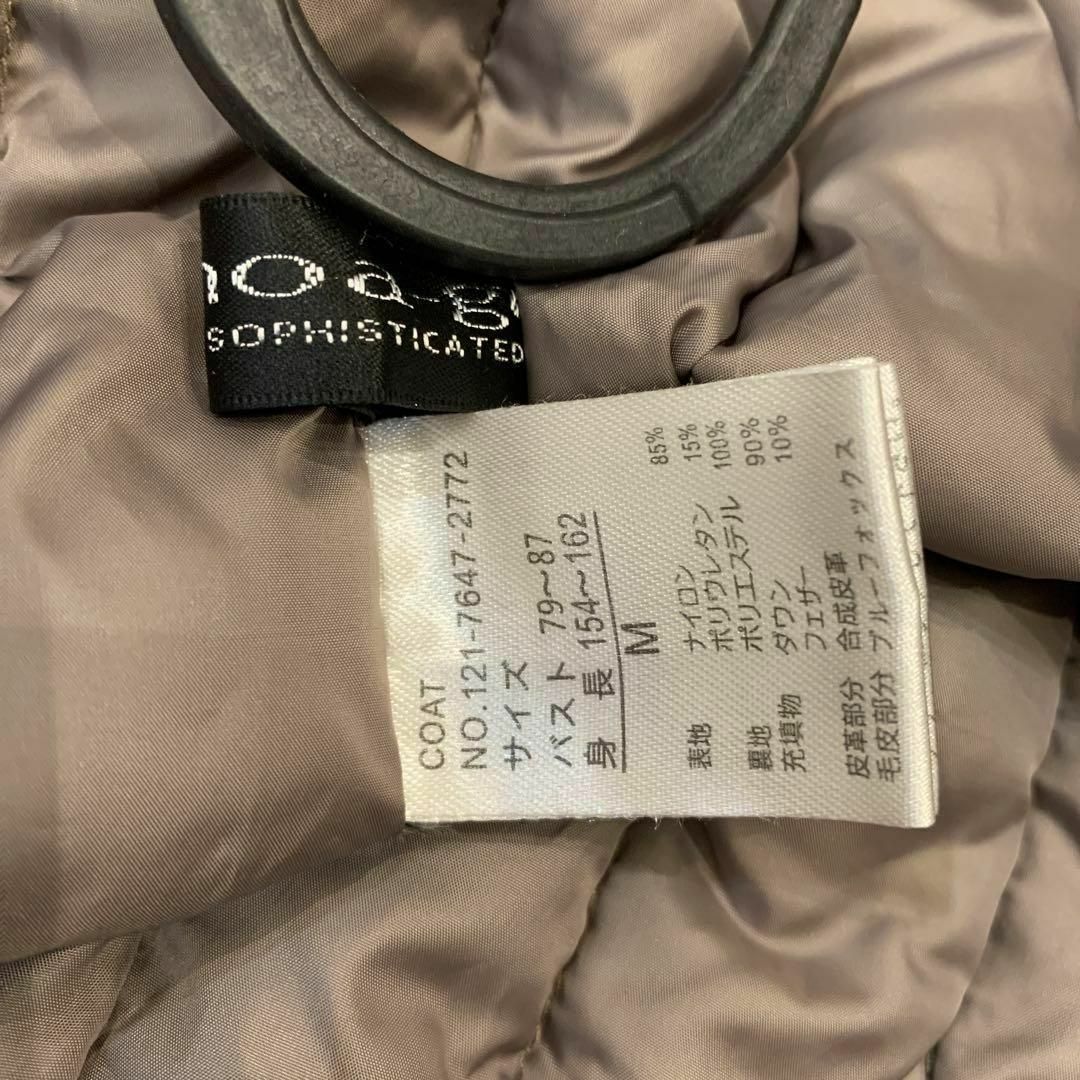 noa-g
SOPHISTICATED
COAT
NO.121-7647-2772
サイズ
バスト 79～87
身 長 154～162
M
表地 ナイロン 85%
ポリウレタン 15%
裏地 ポリエステル 100%
充填物 ダウン 90%
フェザー 10%
皮革部分 合成皮革
毛皮部分 ブルーフォックス